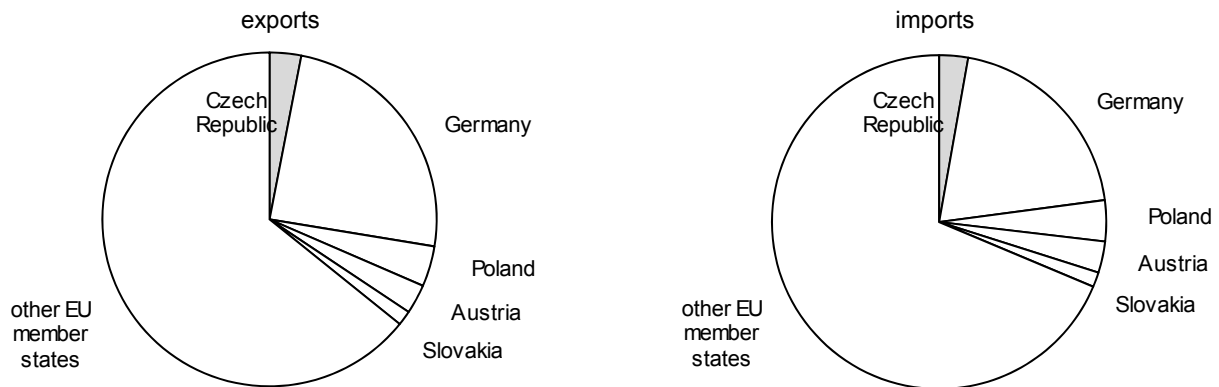 exports
Czech
Republic
Germany
Poland
Austria
Slovakia
other EU
member
states
imports
Czech
Republic
Germany
Poland
Austria
Slovakia
other EU
member
states